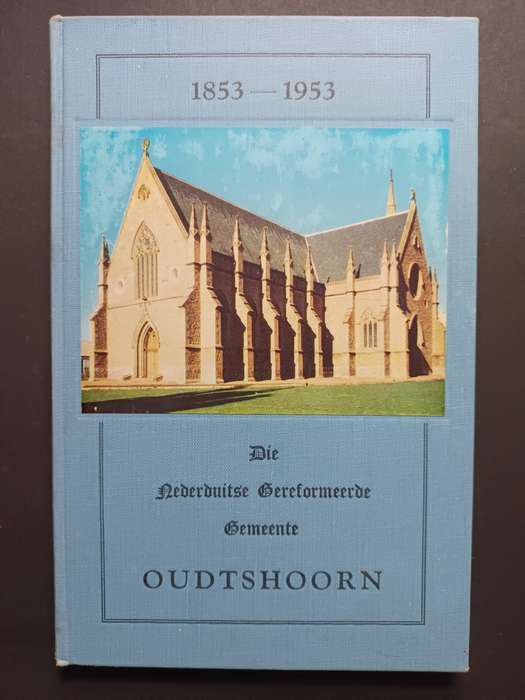 1853 — 1953
Die
Nederduitse Gereformeerde
Gemeente
OUDTSHOORN